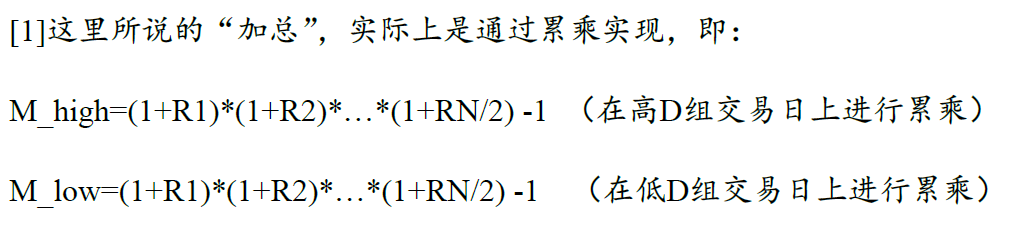 [1]这里所说的“加总”，实际上是通过累乘实现，即：
M_high=(1+R1)*(1+R2)*…*(1+RN/2) -1 （在高D组交易日上进行累乘）
M_low=(1+R1)*(1+R2)*…*(1+RN/2) -1 （在低D组交易日上进行累乘）